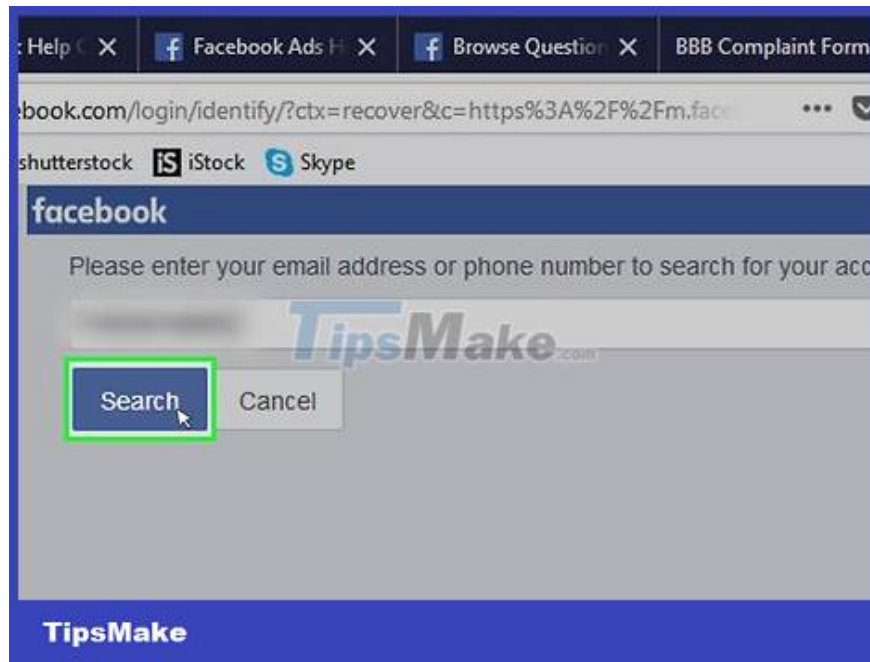 : Help C X Facebook Ads H X Browse Question X BBB Complaint Form
ebook.com/login/identify/?ctx=recover&c=https%3A%2F%2Fm.face
shutterstock iS iStock S Skype
facebook
Please enter your email address or phone number to search for your acc
TipsMake.com
Search Cancel
TipsMake